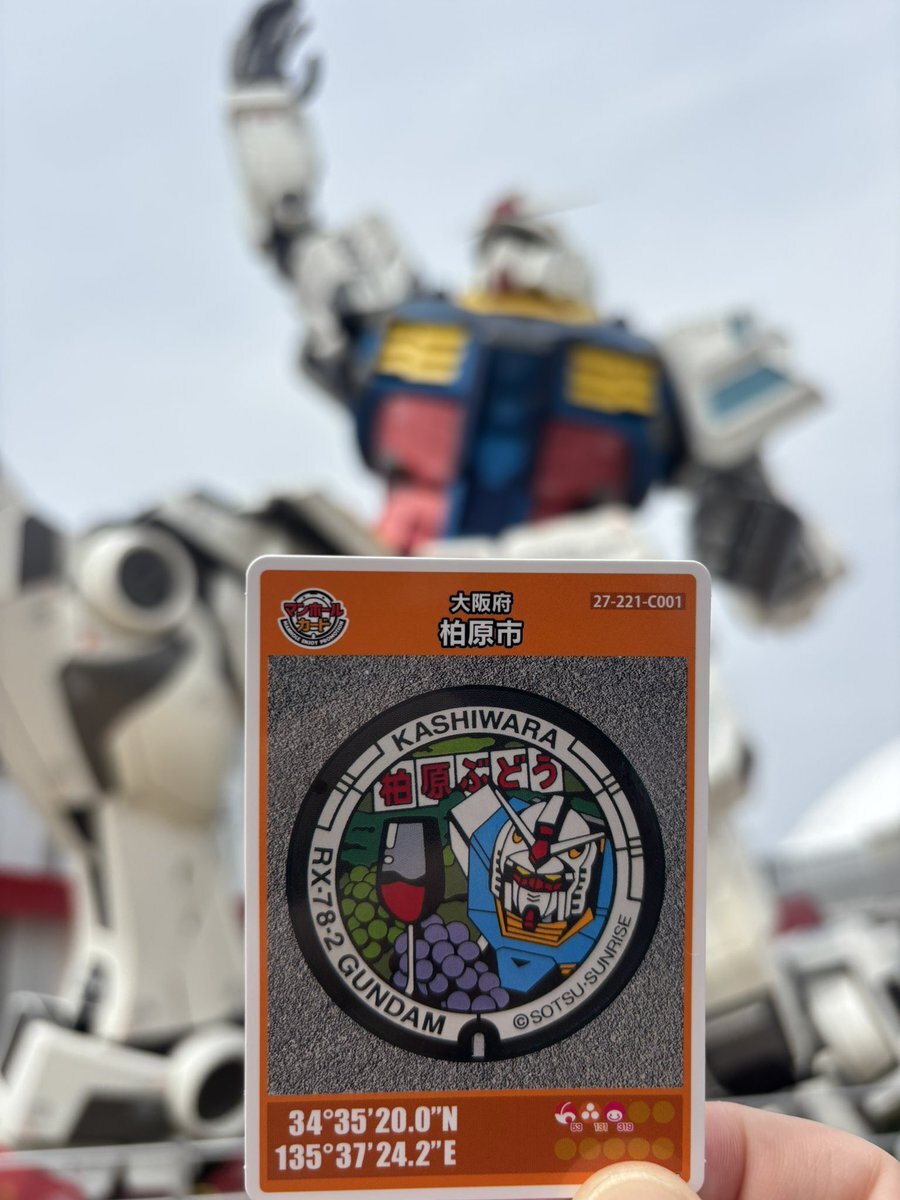 マンホール
カード
大阪府
柏原市
27-221-C001
KASHIWARA
柏原ぶどう
RX-78-2 GUNDAM
©SOTSU・SUNRISE
34°35'20.0"N
135°37'24.2"E
53 131 319